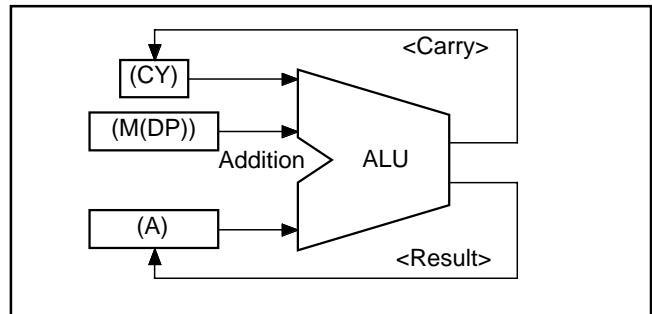 <Carry>
(CY)
(M(DP))
Addition
ALU
(A)
<Result>